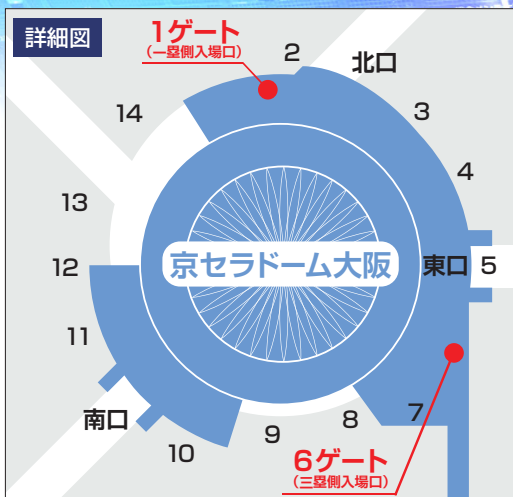 詳細図
1ゲート
(一塁側入場口)
2
北口
3
14
4
13
京セラドーム大阪
東口 5
12
11
南口
10
9
8
7
6ゲート
(三塁側入場口)